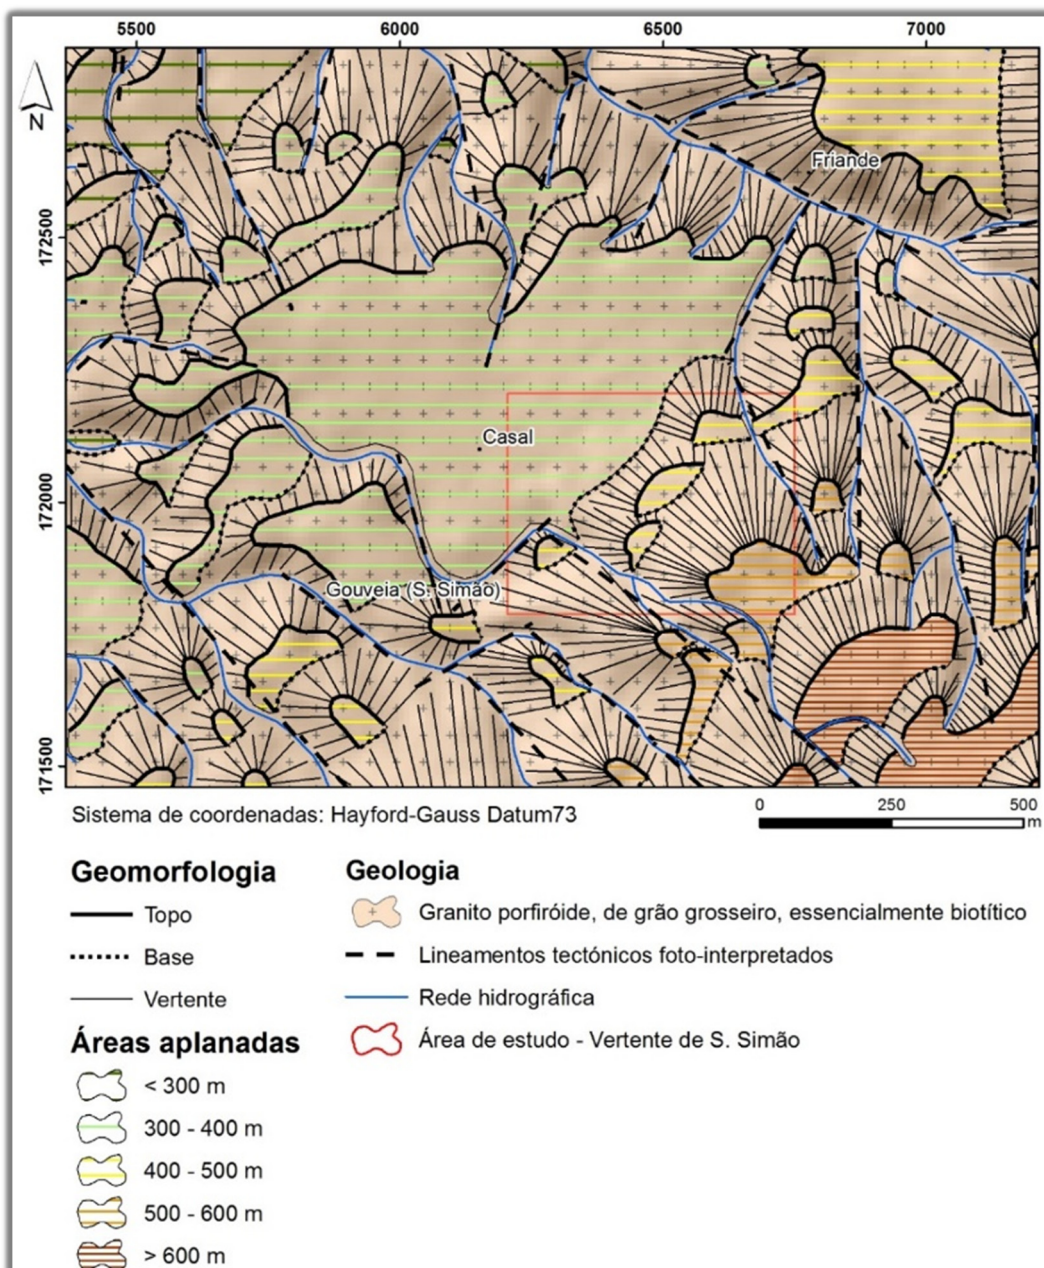 5500 6000 6500 7000
N
172500
172000
171500
Friande
Casal
Gouveia (S. Simão)
Sistema de coordenadas: Hayford-Gauss Datum73
0 250 500
m
Geomorfologia
Topo
Base
Vertente
Áreas aplanadas
< 300 m
300 - 400 m
400 - 500 m
500 - 600 m
> 600 m
Geologia
Granito porfiróide, de grão grosseiro, essencialmente biotítico
Lineamentos tectónicos foto-interpretados
Rede hidrográfica
Área de estudo - Vertente de S. Simão